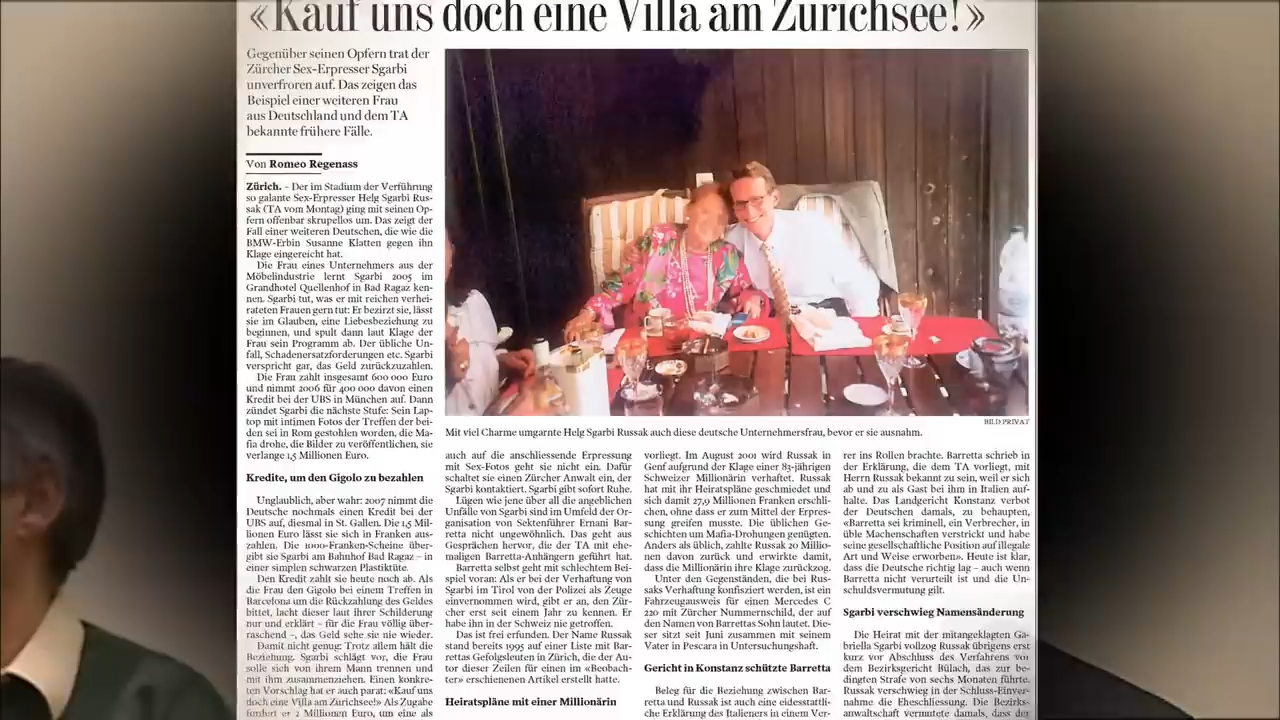 «Kauf uns doch eine Villa am Zürichsee!»
Gegenüber seinen Opfern trat der
Zürcher Sex-Erpresser Sgarbi
unverfroren auf. Das zeigen das
Beispiel einer weiteren Frau
aus Deutschland und dem TA
bekannte frühere Fälle.
Von Romeo Regenass
Zürich. – Der im Stadium der Verführung
so galante Sex-Erpresser Helg Sgarbi Rus-
sak (TA vom Montag) ging mit seinen Op-
fern offenbar skrupellos um. Das zeigt der
Fall einer weiteren Deutschen, die wie die
BMW-Erbin Susanne Klatten gegen ihn
Klage eingereicht hat.
Die Frau eines Unternehmers aus der
Möbelindustrie lernt Sgarbi 2005 im
Grandhotel Quellenhof in Bad Ragaz ken-
nen. Sgarbi tut, was er mit reichen verhei-
rateten Frauen gern tut: Er bezirzt sie, lässt
sie im Glauben, eine Liebesbeziehung zu
beginnen, und spult dann laut Klage der
Frau sein Programm ab. Der übliche Un-
fall, Schadenersatzforderungen etc. Sgarbi
verspricht gar, das Geld zurückzuzahlen.
Die Frau zahlt insgesamt 600 000 Euro
und nimmt 2006 für 400 000 davon einen
Kredit bei der UBS in München auf. Dann
zündet Sgarbi die nächste Stufe: Sein Lap-
top mit intimen Fotos der Treffen der bei-
den sei in Rom gestohlen worden, die Ma-
fia drohe, die Bilder zu veröffentlichen, sie
verlange 1,5 Millionen Euro.
Kredite, um den Gigolo zu bezahlen
Unglaublich, aber wahr: 2007 nimmt die
Deutsche nochmals einen Kredit bei der
UBS auf, diesmal in St. Gallen. Die 1,5 Mil-
lionen Euro lässt sie sich in Franken aus-
zahlen. Die 1000-Franken-Scheine über-
gibt sie Sgarbi am Bahnhof Bad Ragaz – in
einer simplen schwarzen Plastiktüte.
Den Kredit zahlt sie heute noch ab. Als
die Frau den Gigolo bei einem Treffen in
Barcelona um die Rückzahlung des Geldes
bittet, lacht dieser laut ihrer Schilderung
nur und erklärt – für die Frau völlig über-
raschend –, das Geld sehe sie nie wieder.
Damit nicht genug: Trotz allem hält die
Beziehung. Sgarbi schlägt vor, die Frau
solle sich von ihrem Mann trennen und
mit ihm zusammenziehen. Einen konkre-
ten Vorschlag hat er auch parat: «Kauf uns
doch eine Villa am Zürichsee!» Als Zugabe
fordert er 2 Millionen Euro, um eine als
BILD PRIVAT
Mit viel Charme umgarnte Helg Sgarbi Russak auch diese deutsche Unternehmersfrau, bevor er sie ausnahm.
auch auf die anschliessende Erpressung
mit Sex-Fotos geht sie nicht ein. Dafür
schaltet sie einen Zürcher Anwalt ein, der
Sgarbi kontaktiert. Sgarbi gibt sofort Ruhe.
Lügen wie jene über all die angeblichen
Unfälle von Sgarbi sind im Umfeld der Or-
ganisation von Sektenführer Ernani Bar-
retta nicht ungewöhnlich. Das geht aus
Gesprächen hervor, die der TA mit ehe-
maligen Barretta-Anhängern geführt hat.
Barretta selbst geht mit schlechtem Bei-
spiel voran: Als er bei der Verhaftung von
Sgarbi im Tirol von der Polizei als Zeuge
einvernommen wird, gibt er an, den Zür-
cher erst seit einem Jahr zu kennen. Er
habe ihn in der Schweiz nie getroffen.
Das ist frei erfunden. Der Name Russak
stand bereits 1995 auf einer Liste mit Bar-
rettas Gefolgsleuten in Zürich, die der Au-
tor dieser Zeilen für einen im «Beobach-
ter» erschienenen Artikel erstellt hatte.
Heiratspläne mit einer Millionärin
vorliegt. Im August 2001 wird Russak in
Genf aufgrund der Klage einer 83-jährigen
Schweizer Millionärin verhaftet. Russak
hat mit ihr Heiratspläne geschmiedet und
sich damit 27,9 Millionen Franken erschli-
chen, ohne dass er zum Mittel der Erpres-
sung greifen musste. Die üblichen Ge-
schichten um Mafia-Drohungen genügten.
Anders als üblich, zahlte Russak 20 Millio-
nen davon zurück und erwirkte damit,
dass die Millionärin ihre Klage zurückzog.
Unter den Gegenständen, die bei Rus-
saks Verhaftung konfisziert werden, ist ein
Fahrzeugausweis für einen Mercedes C
220 mit Zürcher Nummernschild, der auf
den Namen von Barrettas Sohn lautet. Die-
ser sitzt seit Juni zusammen mit seinem
Vater in Pescara in Untersuchungshaft.
Gericht in Konstanz schützte Barretta
Beleg für die Beziehung zwischen Bar-
retta und Russak ist auch eine eidesstattli-
che Erklärung des Italieners in einem Ver-
rer ins Rollen brachte. Barretta schrieb in
der Erklärung, die dem TA vorliegt, mit
Herrn Russak bekannt zu sein, weil er sich
ab und zu als Gast bei ihm in Italien auf-
halte. Das Landgericht Konstanz verbot
der Deutschen damals, zu behaupten,
«Barretta sei kriminell, ein Verbrecher, in
üble Machenschaften verstrickt und habe
seine gesellschaftliche Position auf illegale
Art und Weise erworben». Heute ist klar,
dass die Deutsche richtig lag – auch wenn
Barretta nicht verurteilt ist und die Un-
schuldsvermutung gilt.
Sgarbi verschwieg Namensänderung
Die Heirat mit der mitangeklagten Ga-
briella Sgarbi vollzog Russak übrigens erst
kurz vor Abschluss des Verfahrens vor
dem Bezirksgericht Bülach, das zur be-
dingten Strafe von sechs Monaten führte.
Russak verschwieg in der Schluss-Einver-
nahme die Eheschliessung. Die Bezirks-
anwaltschaft vermutete damals, dass der